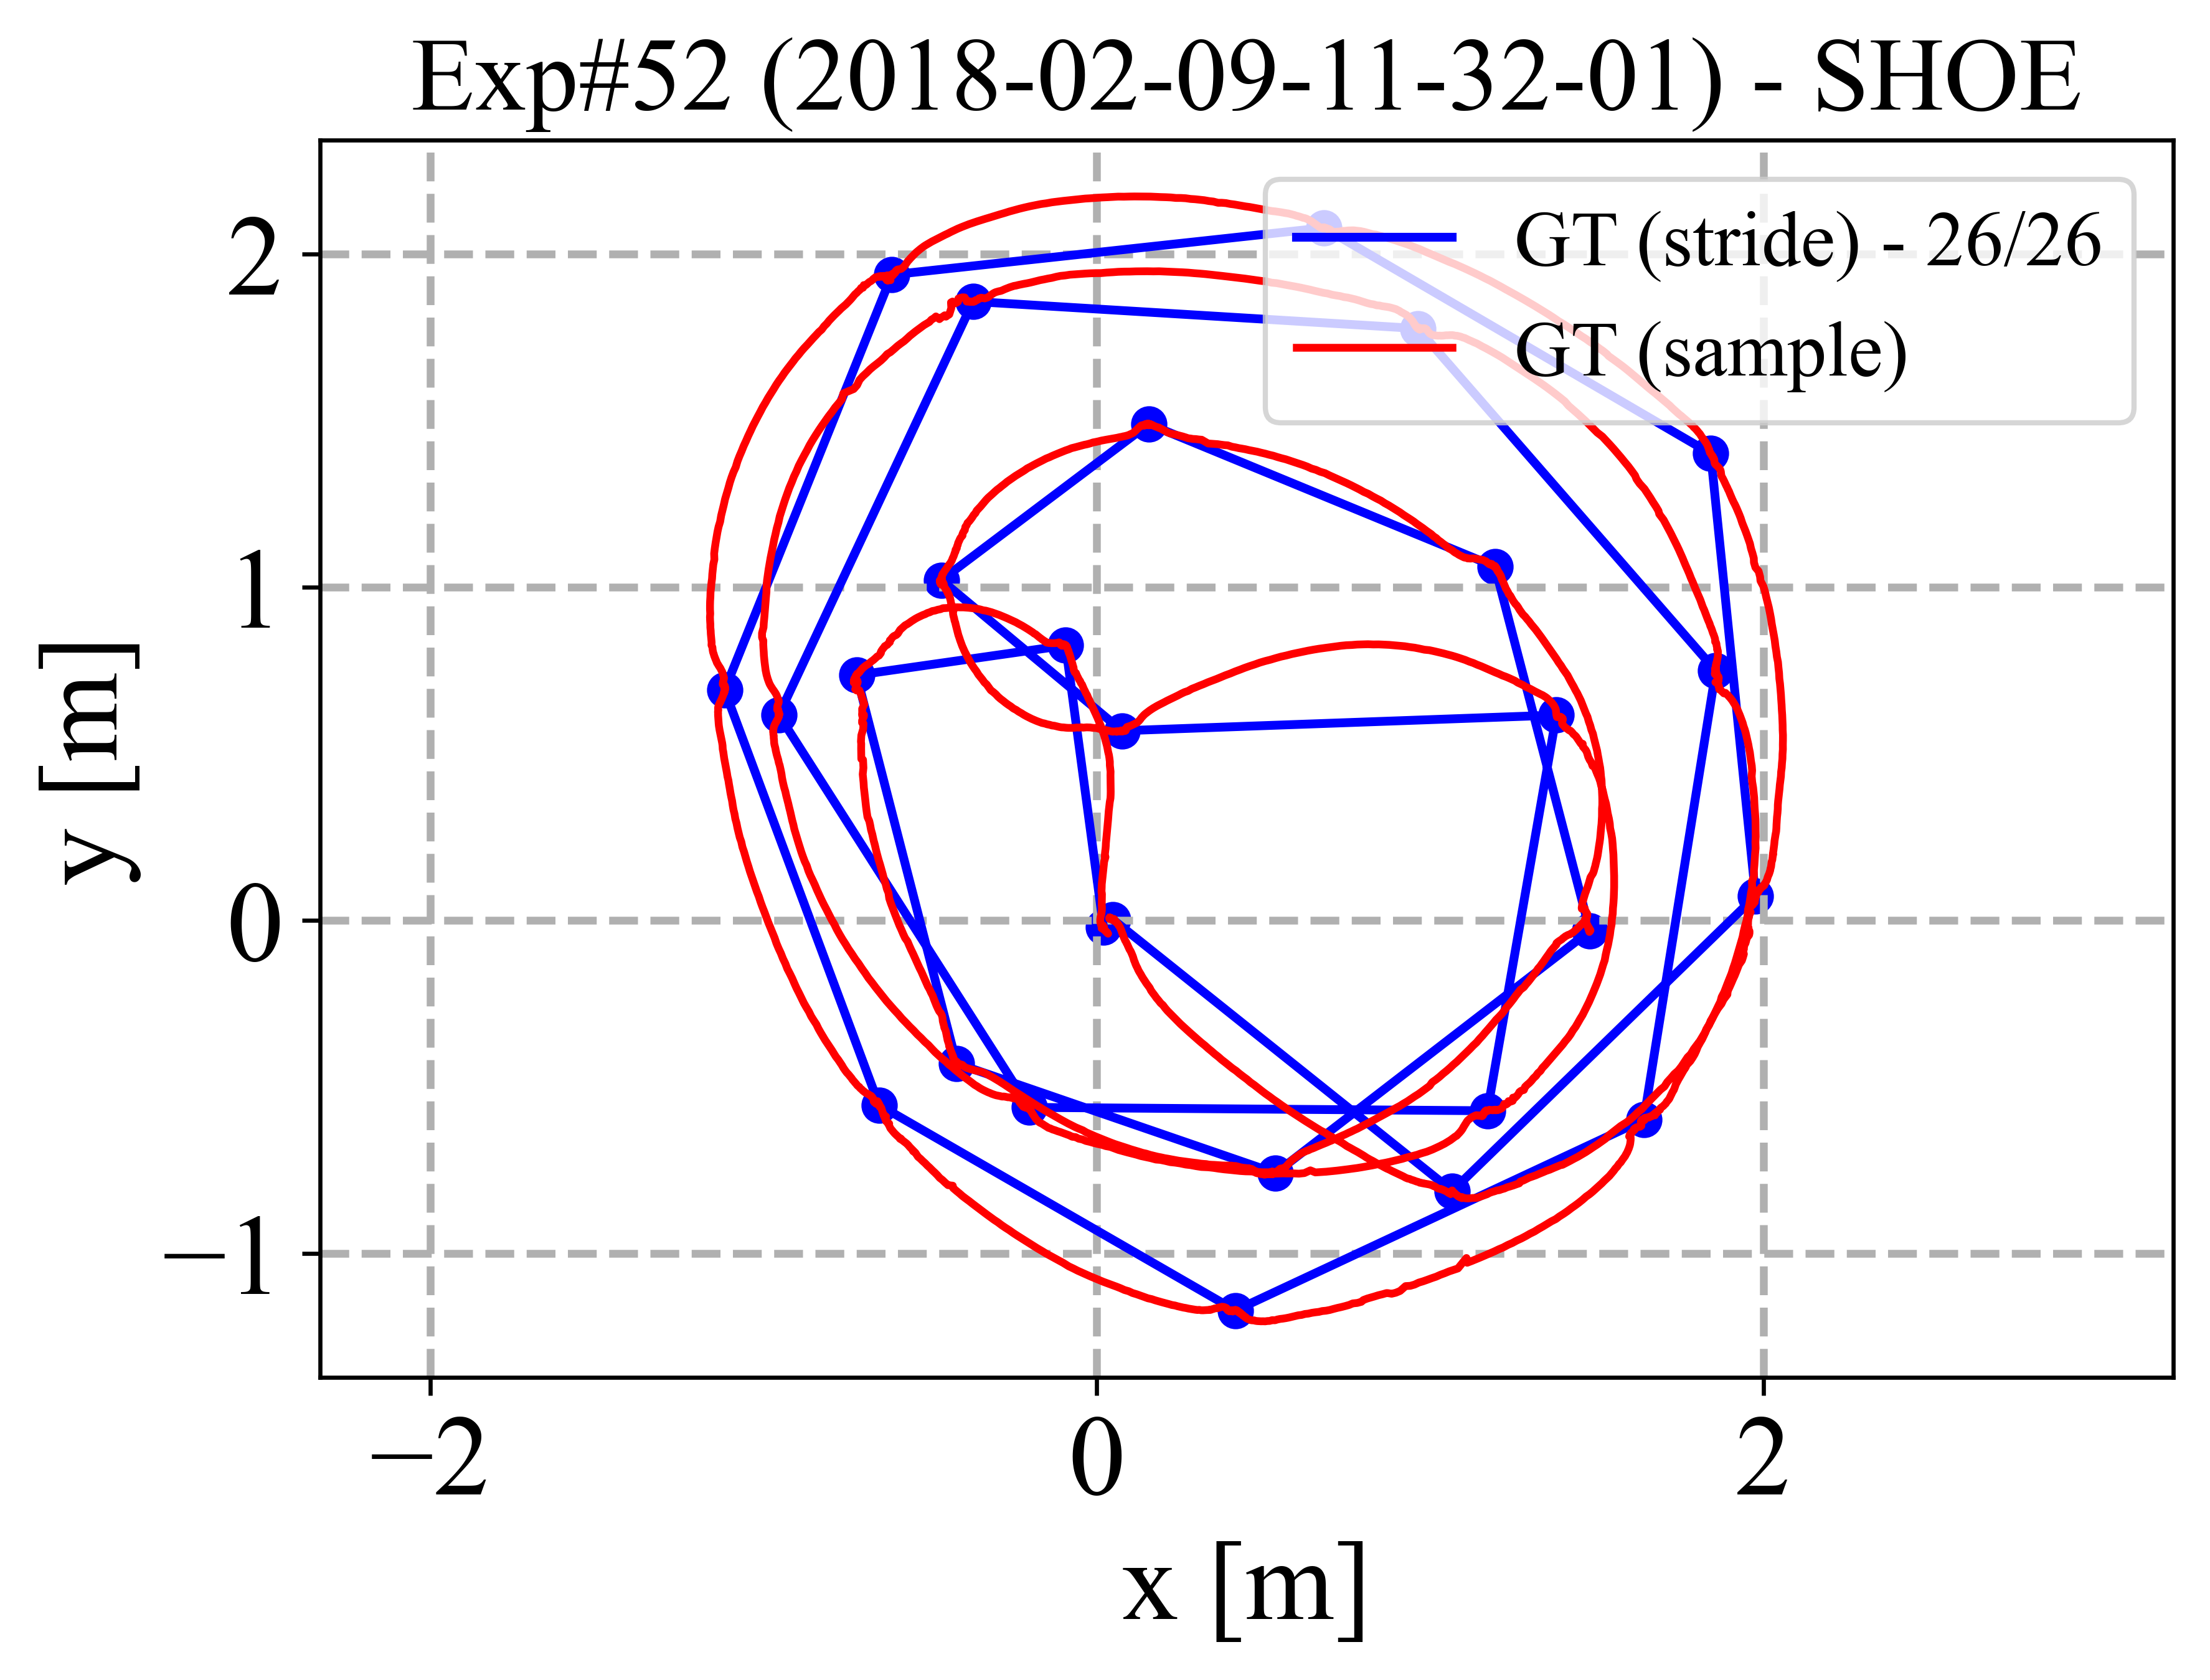 Exp#52 (2018-02-09-11-32-01) - SHOE
GT (stride) - 26/26
GT (sample)
2
1
0
−1
y [m]
−2
0
2
x [m]